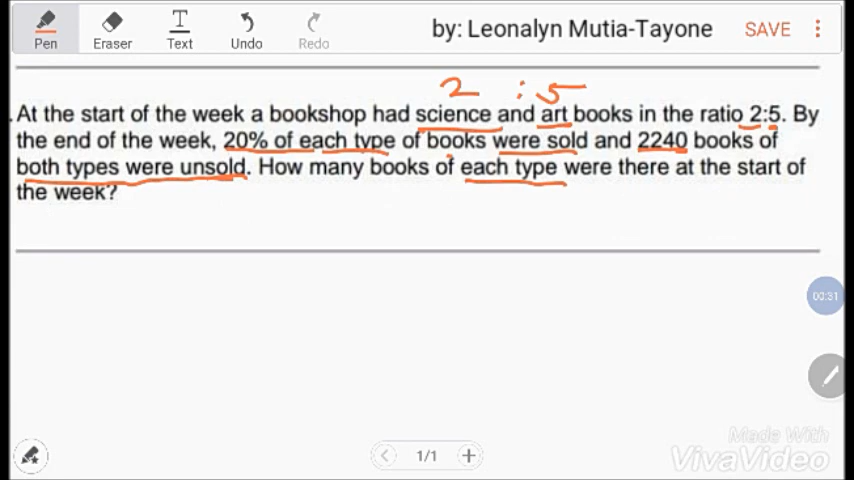 by: Leonalyn Mutia-Tayone
SAVE
Pen
Eraser
Text
Undo
Redo
2 : 5
.At the start of the week a bookshop had science and art books in the ratio 2:5. By
the end of the week, 20% of each type of books were sold and 2240 books of
both types were unsold. How many books of each type were there at the start of
the week?
00:31
1/1
Made With
VivaVideo